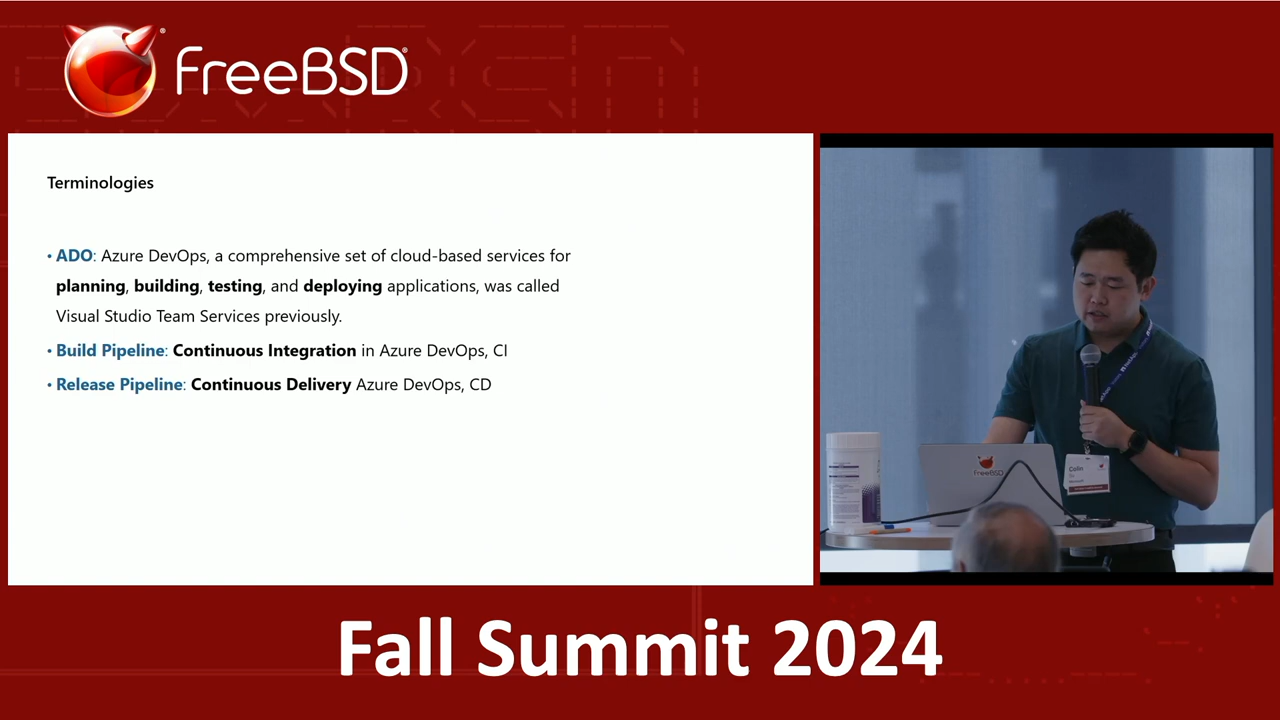 FreeBSD
Terminologies
• ADO: Azure DevOps, a comprehensive set of cloud-based services for
planning, building, testing, and deploying applications, was called
Visual Studio Team Services previously.
• Build Pipeline: Continuous Integration in Azure DevOps, CI
• Release Pipeline: Continuous Delivery Azure DevOps, CD
FreeBSD
Colin
Fall Summit 2024